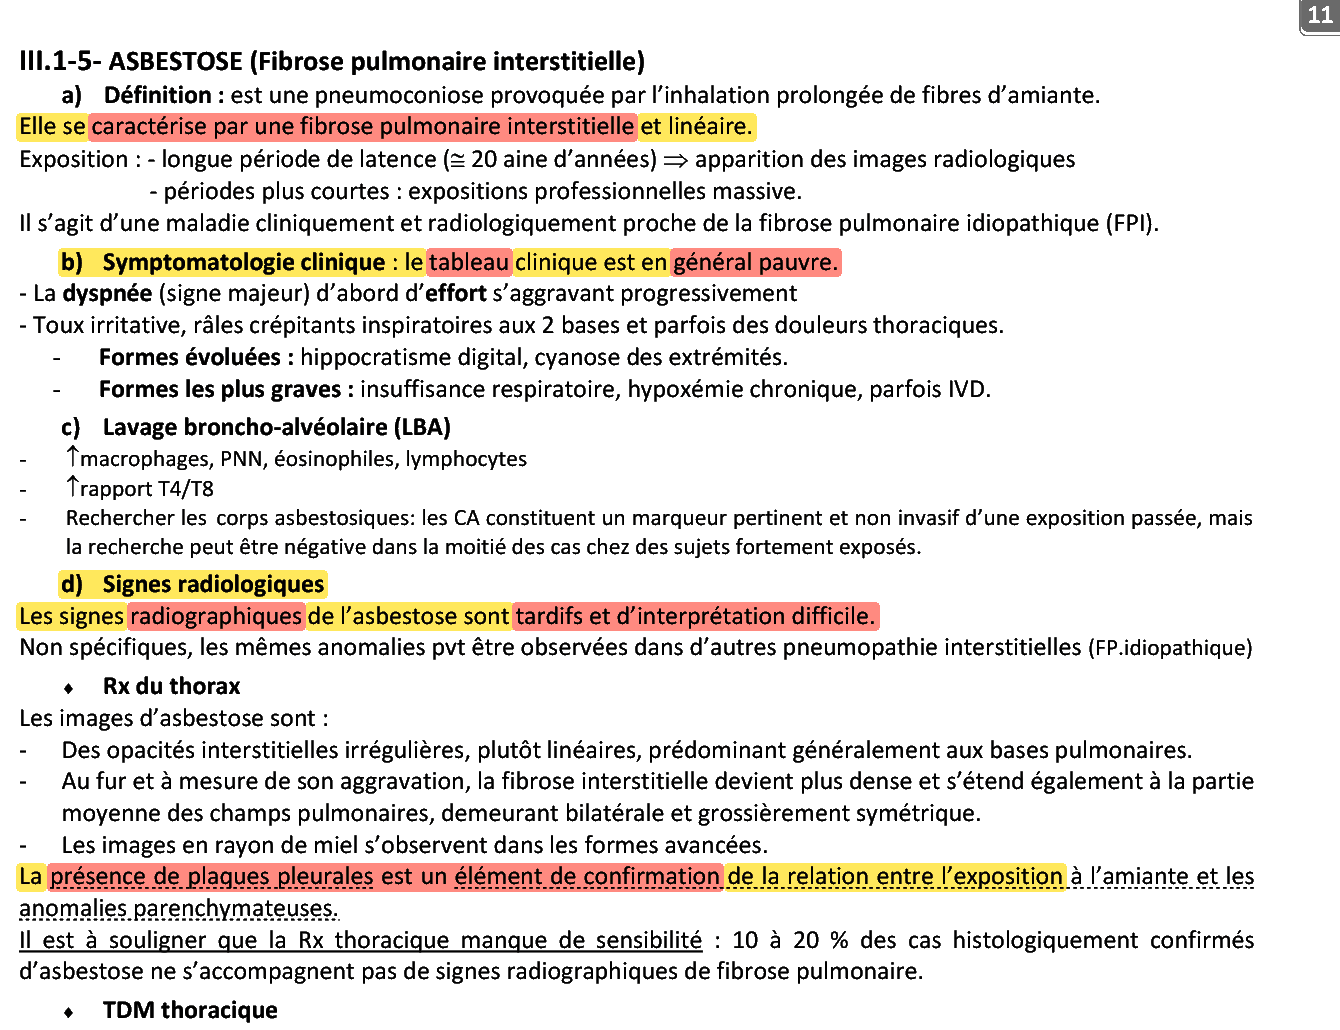 11
III.1-5- ASBESTOSE (Fibrose pulmonaire interstitielle)
a) Définition : est une pneumoconiose provoquée par l'inhalation prolongée de fibres d'amiante.
Elle se caractérise par une fibrose pulmonaire interstitielle et linéaire.
Exposition : - longue période de latence (≅ 20 aine d'années) ⇒ apparition des images radiologiques
- périodes plus courtes : expositions professionnelles massive.
Il s'agit d'une maladie cliniquement et radiologiquement proche de la fibrose pulmonaire idiopathique (FPI).
b) Symptomatologie clinique : le tableau clinique est en général pauvre.
- La dyspnée (signe majeur) d'abord d'effort s'aggravant progressivement
- Toux irritative, râles crépitants inspiratoires aux 2 bases et parfois des douleurs thoraciques.
- Formes évoluées : hippocratisme digital, cyanose des extrémités.
- Formes les plus graves : insuffisance respiratoire, hypoxémie chronique, parfois IVD.
c) Lavage broncho-alvéolaire (LBA)
- ↑macrophages, PNN, éosinophiles, lymphocytes
- ↑rapport T4/T8
- Rechercher les corps asbestosiques: les CA constituent un marqueur pertinent et non invasif d'une exposition passée, mais
la recherche peut être négative dans la moitié des cas chez des sujets fortement exposés.
d) Signes radiologiques
Les signes radiographiques de l'asbestose sont tardifs et d'interprétation difficile.
Non spécifiques, les mêmes anomalies pvt être observées dans d'autres pneumopathie interstitielles (FP.idiopathique)
♦ Rx du thorax
Les images d'asbestose sont :
- Des opacités interstitielles irrégulières, plutôt linéaires, prédominant généralement aux bases pulmonaires.
- Au fur et à mesure de son aggravation, la fibrose interstitielle devient plus dense et s'étend également à la partie
moyenne des champs pulmonaires, demeurant bilatérale et grossièrement symétrique.
- Les images en rayon de miel s'observent dans les formes avancées.
La présence de plaques pleurales est un élément de confirmation de la relation entre l'exposition à l'amiante et les
anomalies parenchymateuses.
Il est à souligner que la Rx thoracique manque de sensibilité : 10 à 20 % des cas histologiquement confirmés
d'asbestose ne s'accompagnent pas de signes radiographiques de fibrose pulmonaire.
♦ TDM thoracique